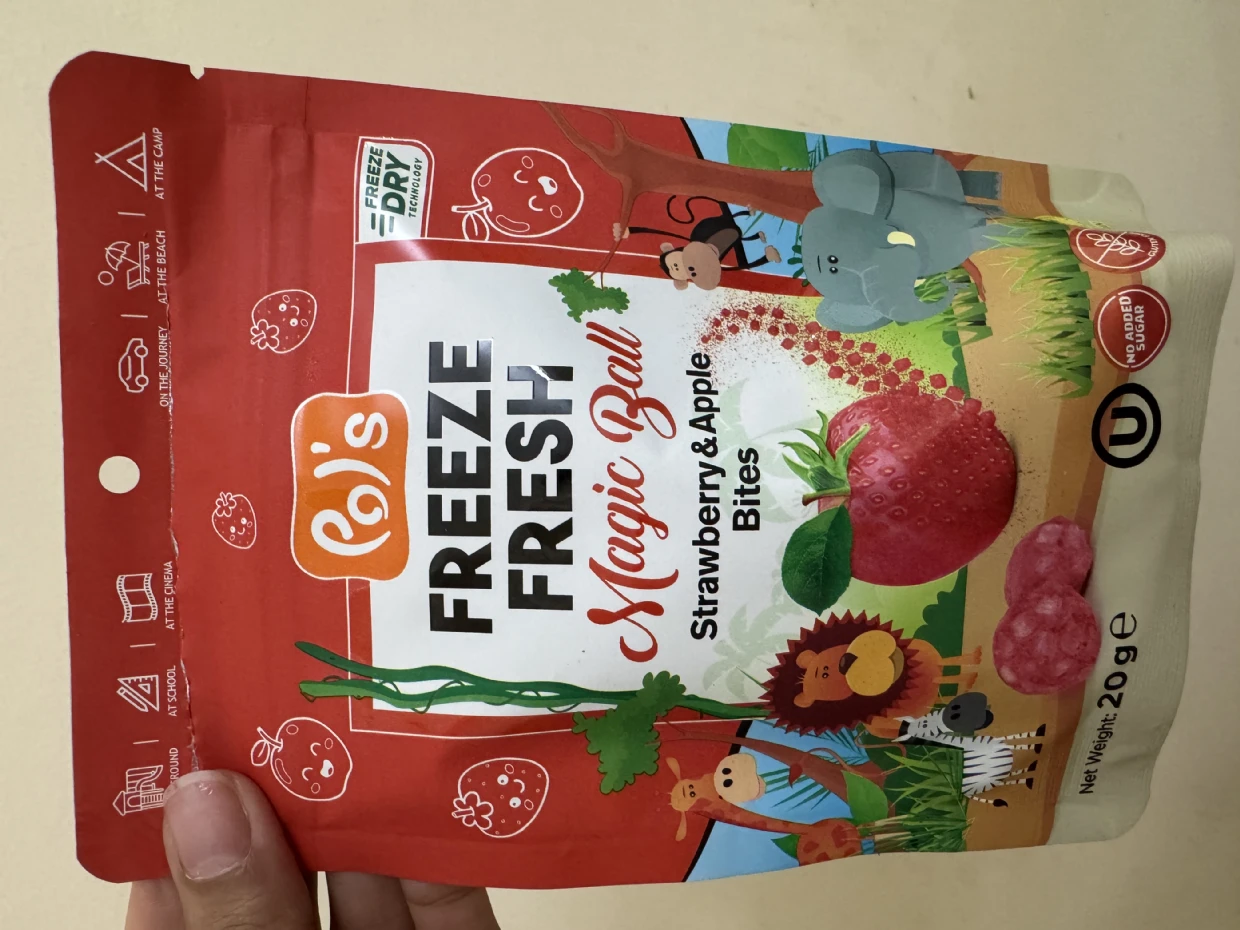 AT SCHOOL
AT THE CINEMA
ON THE JOURNEY
AT THE BEACH
AT THE CAMP
FREEZE
DRY
TECHNOLOGY
Pol's
FREEZE
FRESH
Magic Ball
Strawberry & Apple
Bites
NO ADDED
SUGAR
U
Net Weight: 20 g e